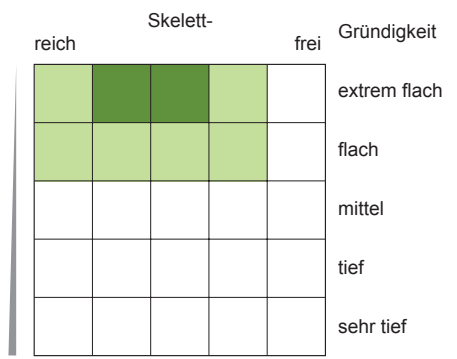 Skelett-
reich frei
Gründigkeit
extrem flach
flach
mittel
tief
sehr tief